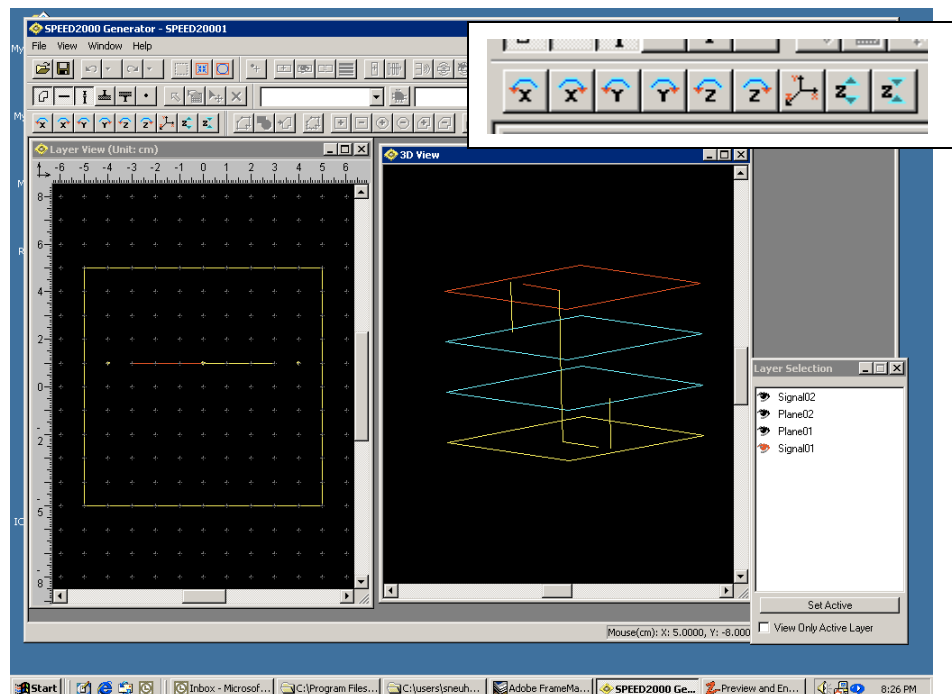 SPEED2000 Generator - SPEED20001
File View Window Help
X X Y Y Z Z Y X Z Z Z
X X Y Y Z Z Y X Z Z Z
Layer View (Unit: cm)
-6 -5 -4 -3 -2 -1 0 1 2 3 4 5 6
8
6
4
2
0
-
2
-
5
-
8
3D View
Layer Selection
Signal02
Plane02
Plane01
Signal01
Set Active
View Only Active Layer
Mouse(cm): X: 5.0000, Y: -8.000
Start
Inbox - Microsof...
C:\Program Files...
C:\users\sneuh...
Adobe FrameMa...
SPEED2000 Ge...
Preview and En...
8:26 PM